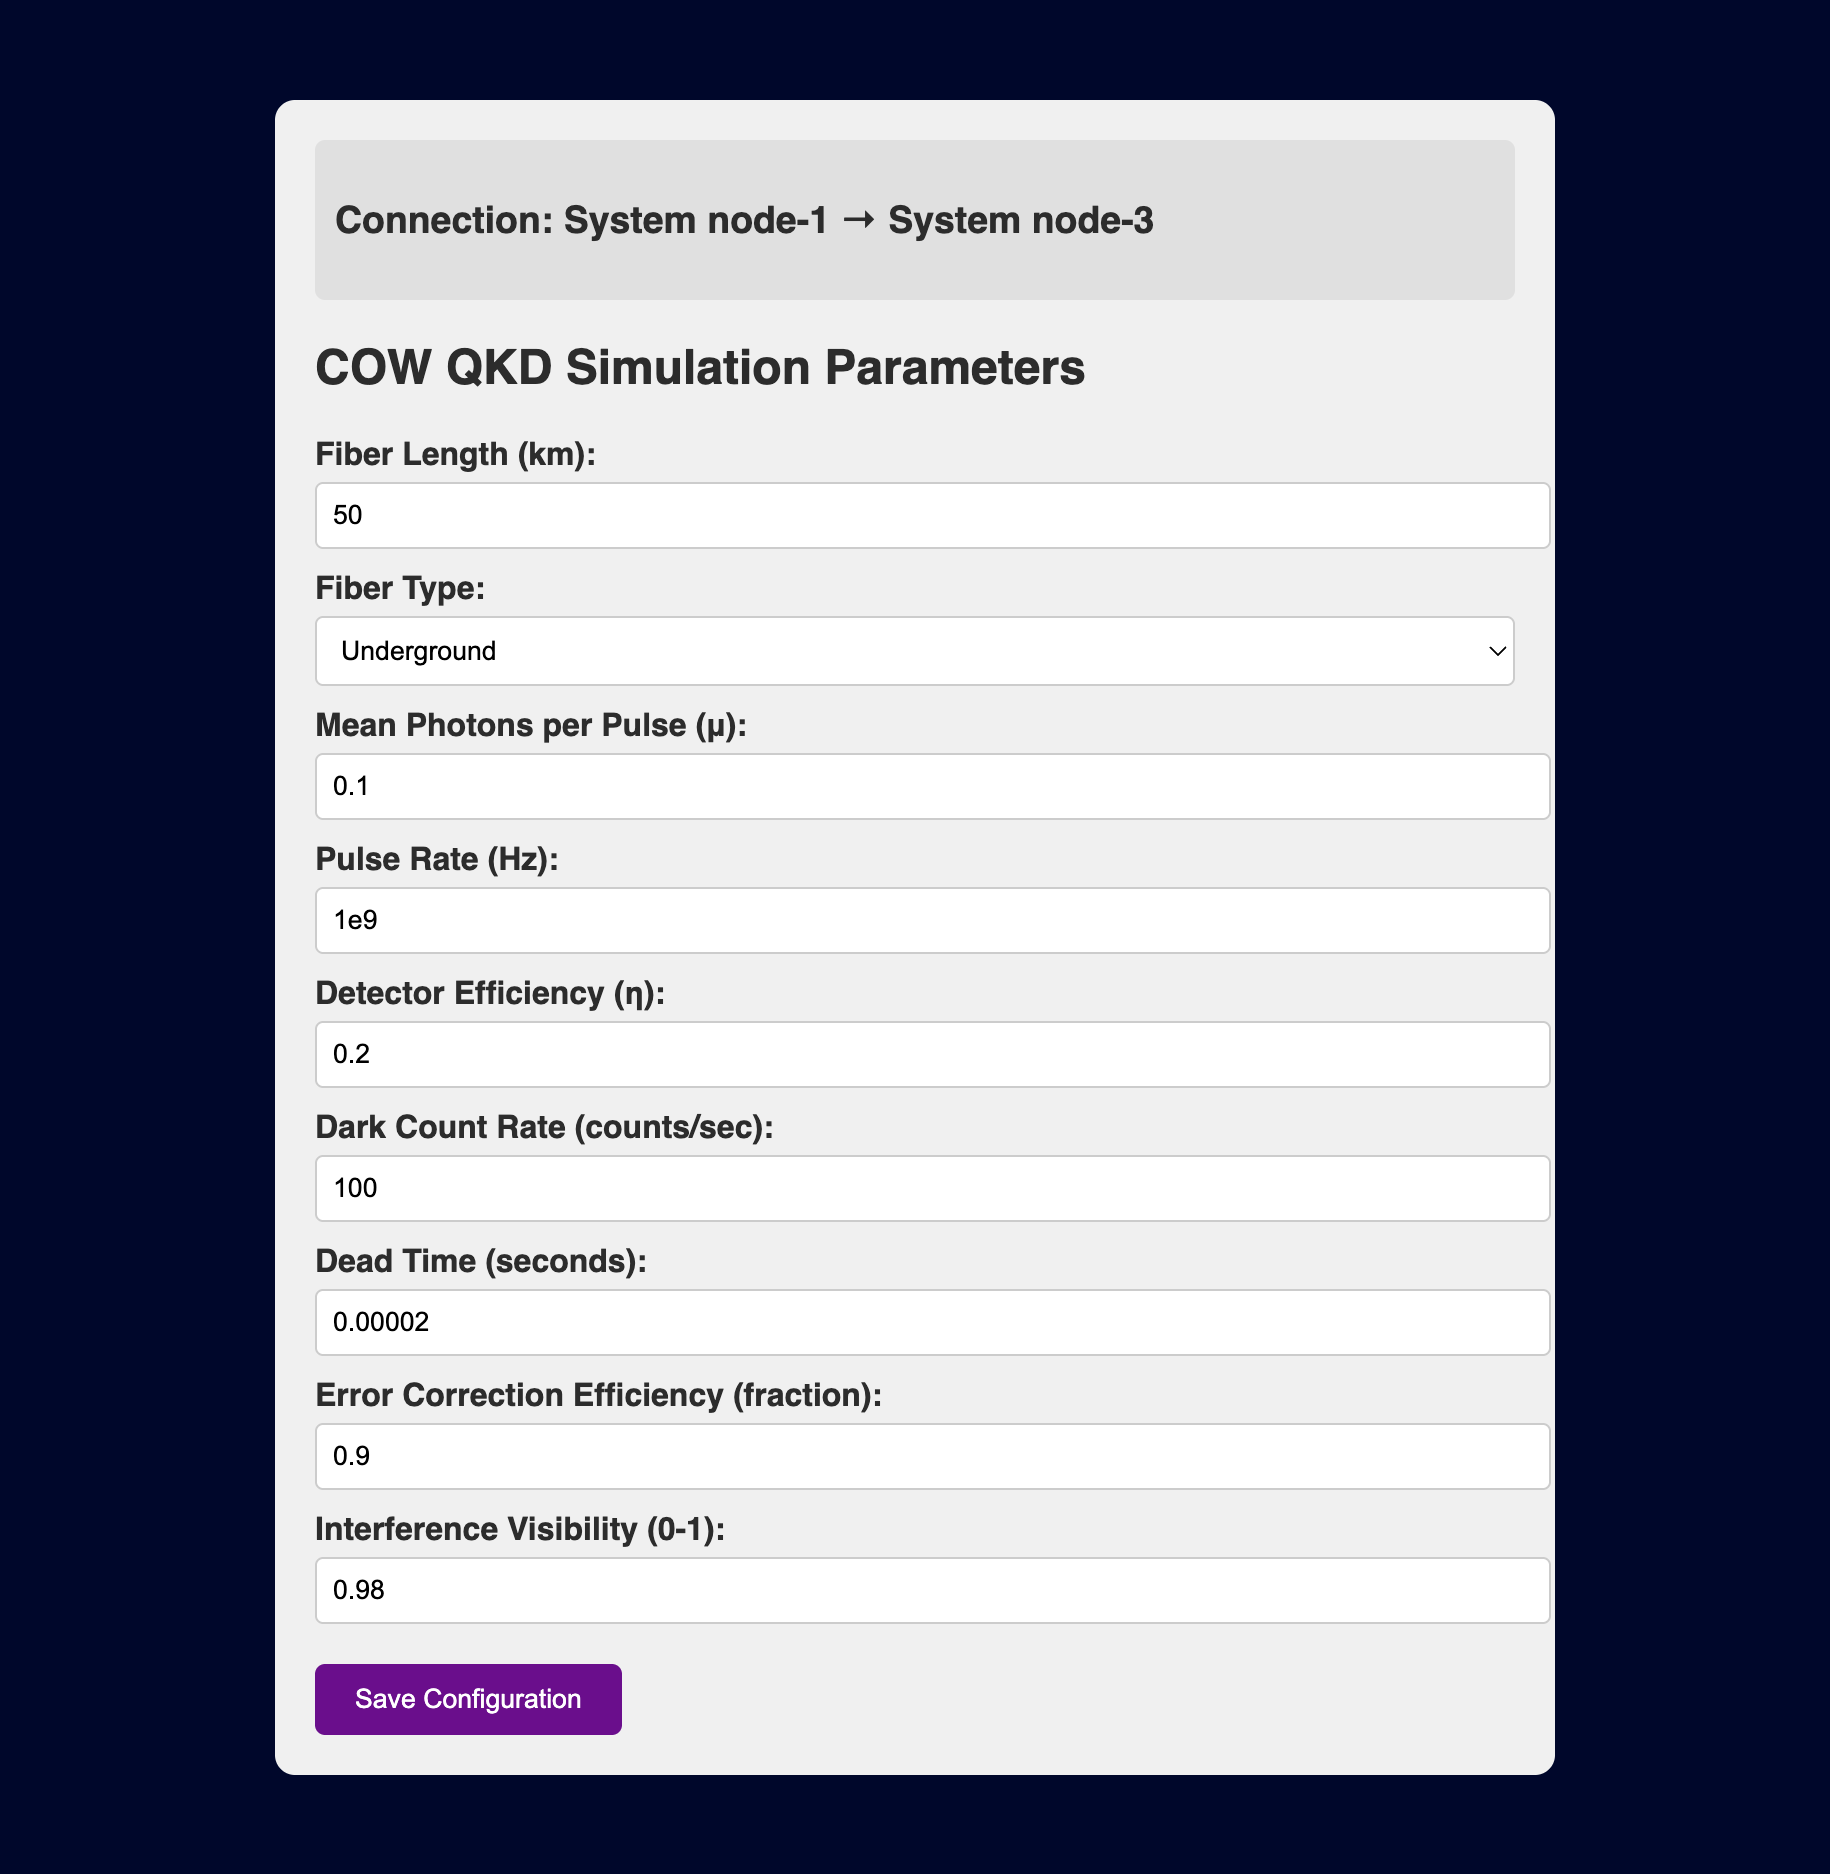 Connection: System node-1 → System node-3
COW QKD Simulation Parameters
Fiber Length (km):
50
Fiber Type:
Underground
Mean Photons per Pulse (μ):
0.1
Pulse Rate (Hz):
1e9
Detector Efficiency (η):
0.2
Dark Count Rate (counts/sec):
100
Dead Time (seconds):
0.00002
Error Correction Efficiency (fraction):
0.9
Interference Visibility (0-1):
0.98
Save Configuration